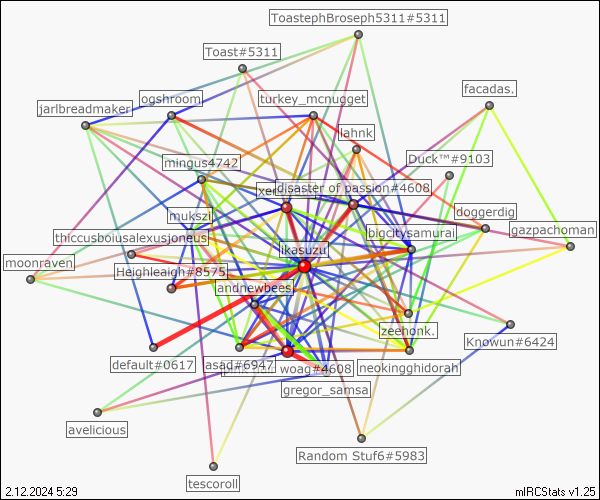 ToastephBroseph5311#5311
Toast#5311
facadas.
ogshroom
turkey_mcnugget
jarlbreadmaker
lahnk
Duck™#9103
mingus4742
disaster of passion#4608
doggerdig
mukszi
gazpachoman
bigcitysamurai
thiccusbousalexusjoneus
ikasuzu
moonraven
Heighleaigh#8575
andnewbees
zeehonk.
Knowun#6424
default#0617
asad#6947
woag#4608
neokingghidorah
gregor_samsa
avelicious
Random Stuf6#5983
tescoroll
2.12.2024 5:29
mIRCStats v1.25